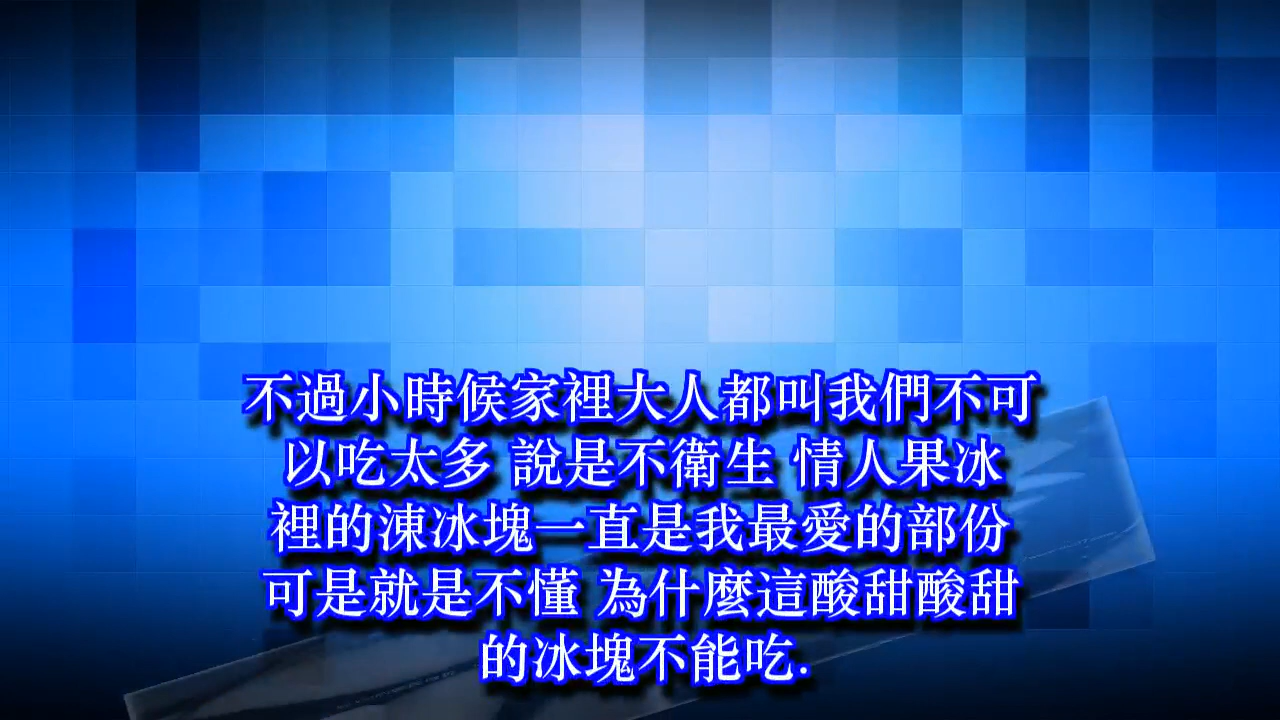 不過小時候家裡大人都叫我們不可
以吃太多 說是不衛生 情人果冰
裡的涷冰塊一直是我最愛的部份
可是就是不懂 為什麼這酸甜酸甜
的冰塊不能吃.